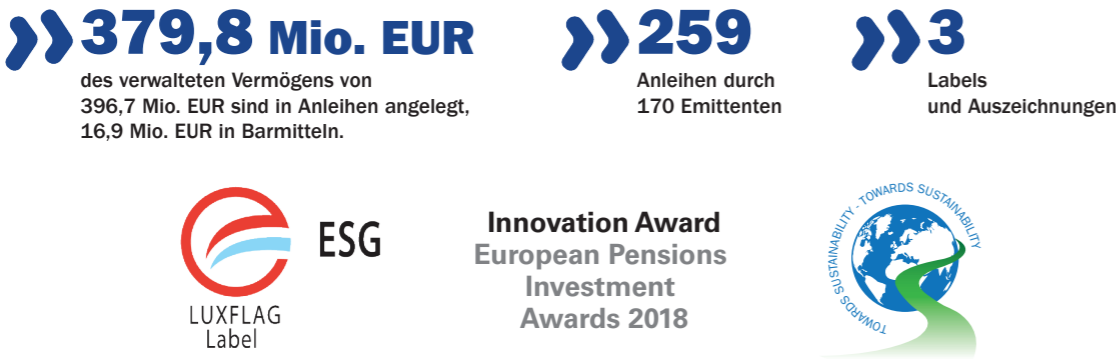 379,8 Mio. EUR
des verwalteten Vermögens von
396,7 Mio. EUR sind in Anleihen angelegt,
16,9 Mio. EUR in Barmitteln.
259
Anleihen durch
170 Emittenten
3
Labels
und Auszeichnungen
ESG
LUXFLAG
Label
Innovation Award
European Pensions
Investment
Awards 2018
TOWARDS SUSTAINABILITY - TOWARDS SUSTAINABILITY